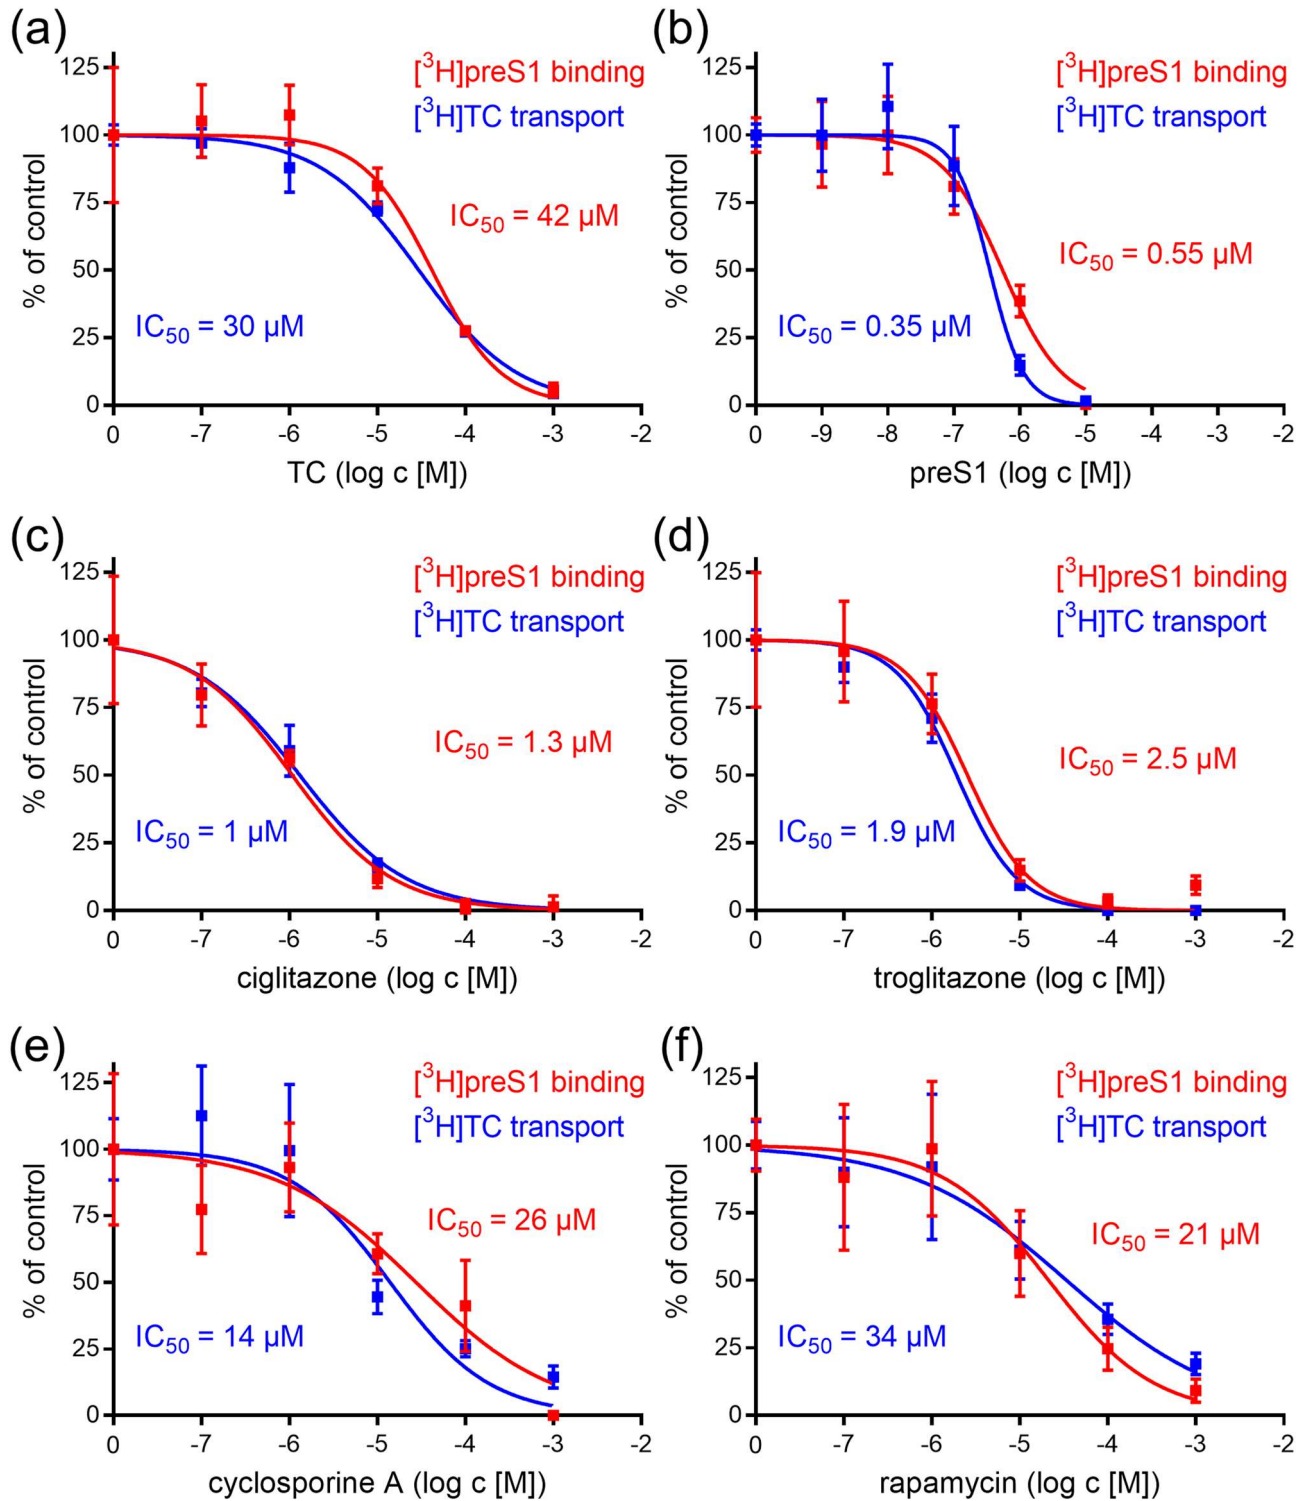 (a)
[³H]preS1 binding
[³H]TC transport
% of control
125
100
75
50
25
0
IC₅₀ = 42 µM
IC₅₀ = 30 µM
0 -7 -6 -5 -4 -3 -2
TC (log c [M])
(b)
[³H]preS1 binding
[³H]TC transport
% of control
125
100
75
50
25
0
IC₅₀ = 0.55 µM
IC₅₀ = 0.35 µM
0 -9 -8 -7 -6 -5 -4 -3 -2
preS1 (log c [M])
(c)
[³H]preS1 binding
[³H]TC transport
% of control
125
100
75
50
25
0
IC₅₀ = 1.3 µM
IC₅₀ = 1 µM
0 -7 -6 -5 -4 -3 -2
ciglitazone (log c [M])
(d)
[³H]preS1 binding
[³H]TC transport
% of control
125
100
75
50
25
0
IC₅₀ = 2.5 µM
IC₅₀ = 1.9 µM
0 -7 -6 -5 -4 -3 -2
troglitazone (log c [M])
(e)
[³H]preS1 binding
[³H]TC transport
% of control
125
100
75
50
25
0
IC₅₀ = 26 µM
IC₅₀ = 14 µM
0 -7 -6 -5 -4 -3 -2
cyclosporine A (log c [M])
(f)
[³H]preS1 binding
[³H]TC transport
% of control
125
100
75
50
25
0
IC₅₀ = 21 µM
IC₅₀ = 34 µM
0 -7 -6 -5 -4 -3 -2
rapamycin (log c [M])